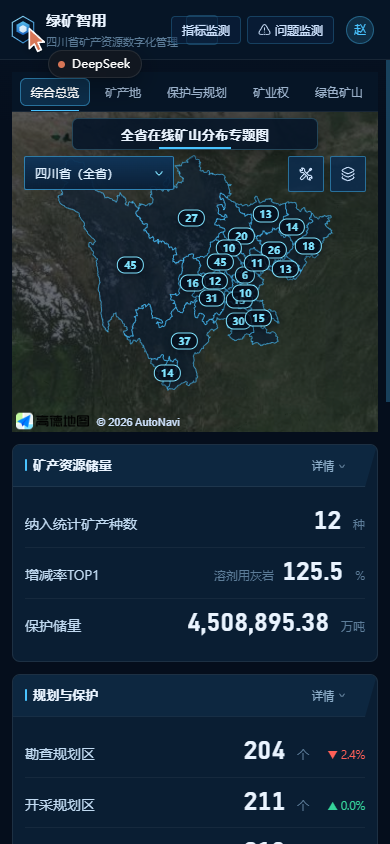 绿矿智用
四川省矿产资源数字化管理
指标监测
问题监测
赵
DeepSeek
综合总览
矿产地
保护与规划
矿业权
绿色矿山
全省在线矿山分布专题图
四川省（全省）
27
13
14
20
18
10
26
45
45
11
13
6
16
12
10
31
30
15
37
14
高德地图
© 2026 AutoNavi
矿产资源储量
详情
纳入统计矿产种数 12 种
增减率TOP1 溶剂用灰岩 125.5 %
保护储量 4,508,895.38 万吨
规划与保护
详情
勘查规划区 204 个 ▼ 2.4%
开采规划区 211 个 ▲ 0.0%